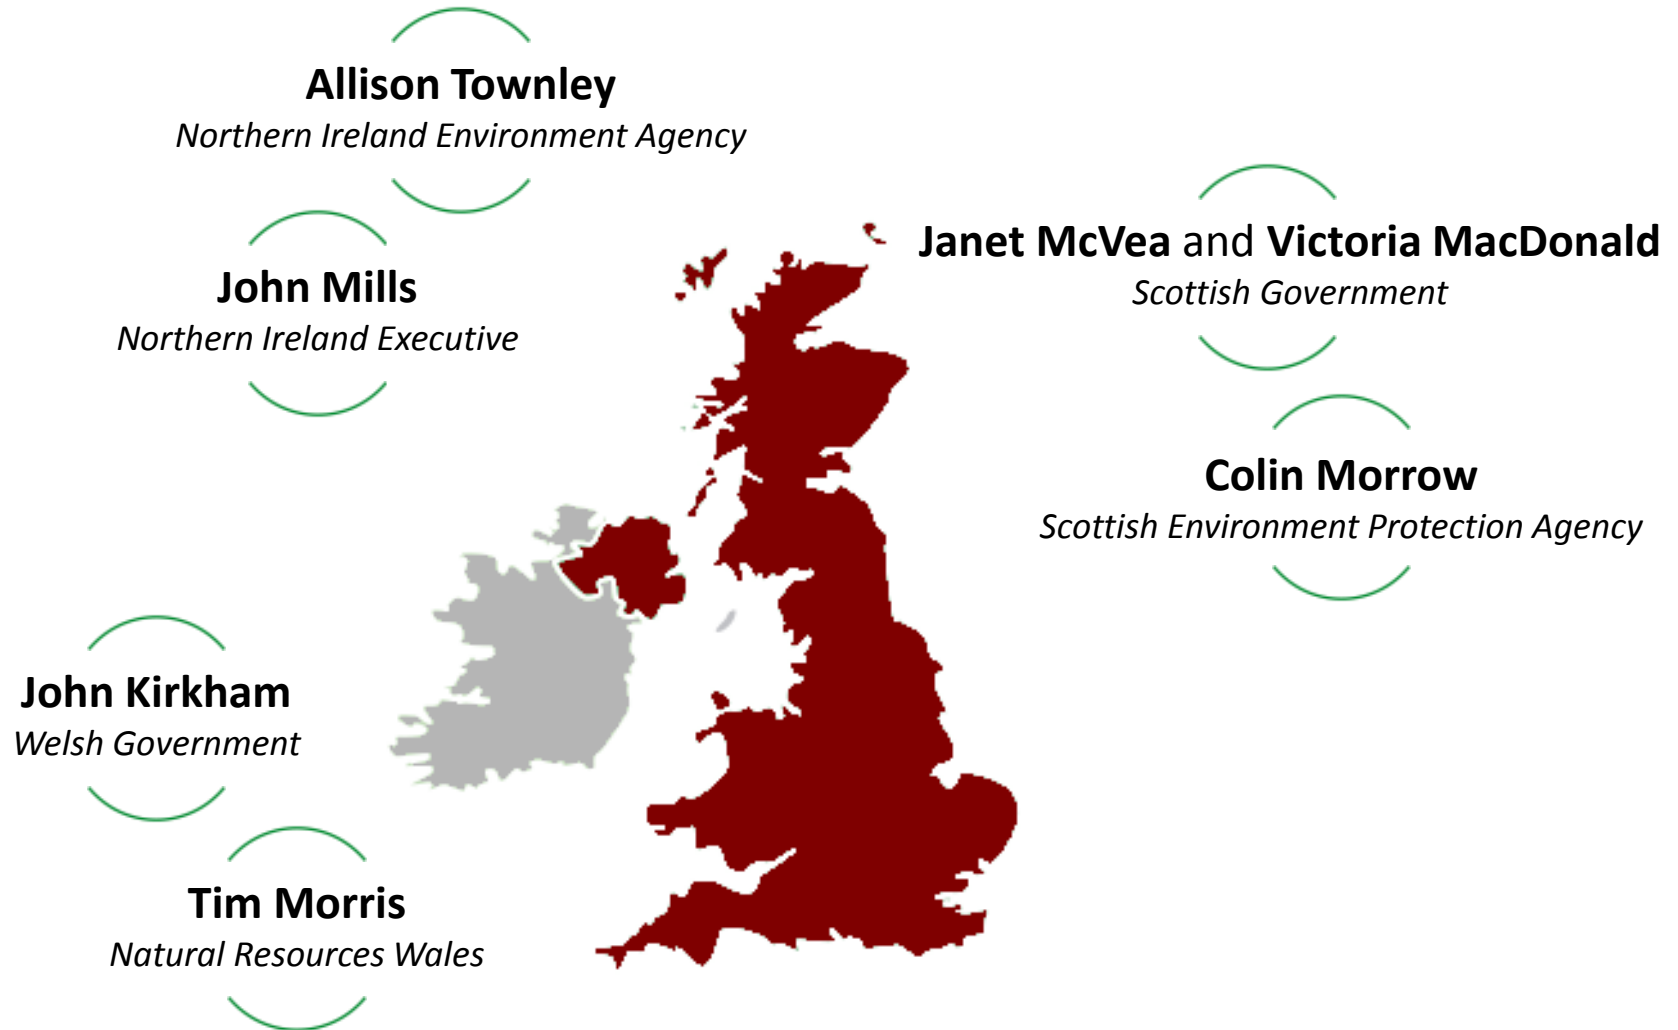 Allison Townley
Northern Ireland Environment Agency
John Mills
Northern Ireland Executive
Janet McVea and Victoria MacDonald
Scottish Government
Colin Morrow
Scottish Environment Protection Agency
John Kirkham
Welsh Government
Tim Morris
Natural Resources Wales